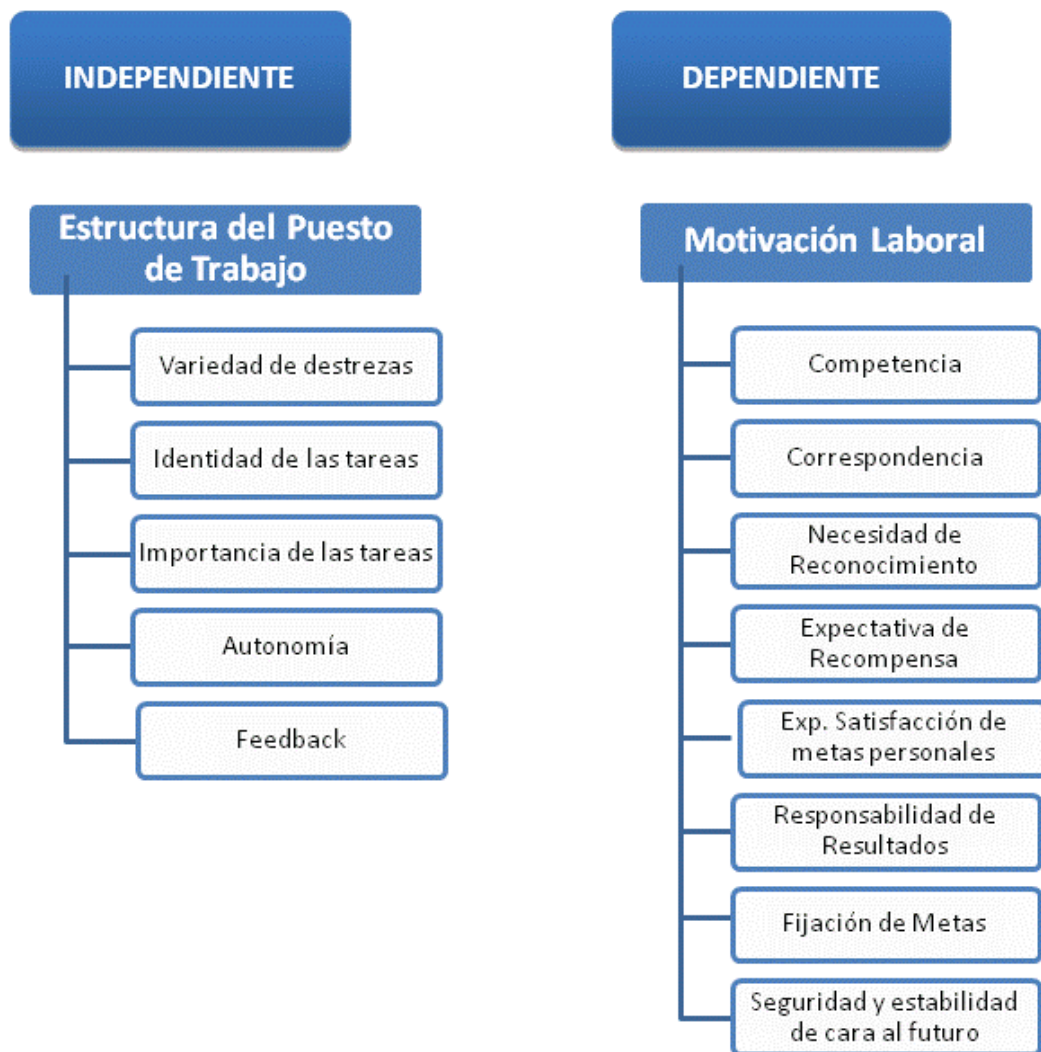 INDEPENDIENTE
Estructura del Puesto
de Trabajo
Variedad de destrezas
Identidad de las tareas
Importancia de las tareas
Autonomía
Feedback
DEPENDIENTE
Motivación Laboral
Competencia
Correspondencia
Necesidad de
Reconocimiento
Expectativa de
Recompensa
Exp. Satisfacción de
metas personales
Responsabilidad de
Resultados
Fijación de Metas
Seguridad y estabilidad
de cara al futuro